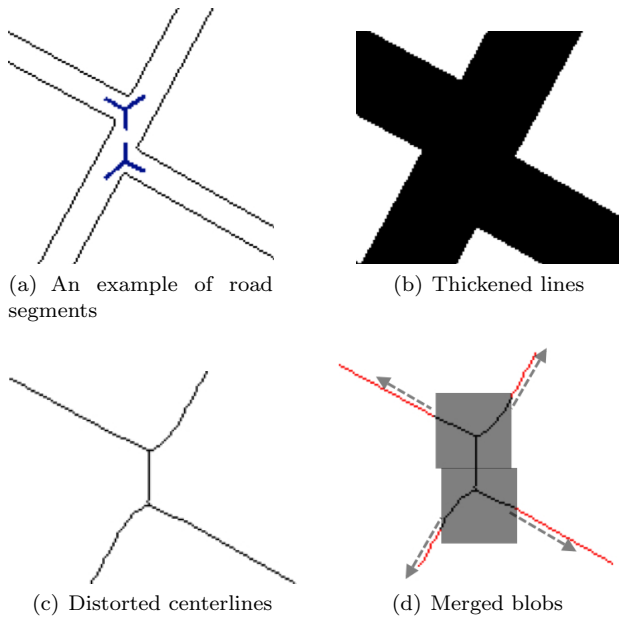 (a) An example of road
segments
(b) Thickened lines
(c) Distorted centerlines
(d) Merged blobs